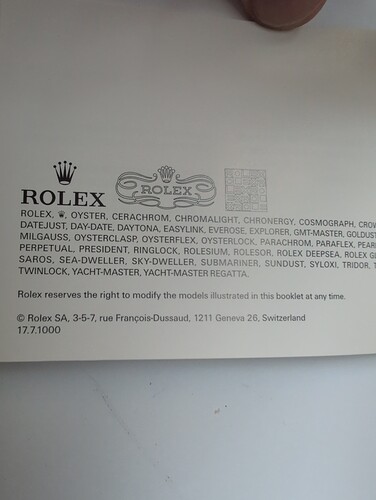 ROLEX
ROLEX
ROLEX, OYSTER, CERACHROM, CHROMALIGHT, CHRONERGY, COSMOGRAPH,
DATEJUST, DAY-DATE, DAYTONA, EASYLINK, EVEROSE, EXPLORER, GMT-MASTER,
MILGAUSS, OYSTERCLASP, OYSTERFLEX, OYSTERLOCK, PARACHROM, PARAFLEX,
PERPETUAL, PRESIDENT, RINGLOCK, ROLESIUM, ROLESOR, ROLEX DEEPSEA, ROLEX
SAROS, SEA-DWELLER, SKY-DWELLER, SUBMARINER, SUNDUST, SYLOXI, TRIDOR,
TWINLOCK, YACHT-MASTER, YACHT-MASTER REGATTA.
Rolex reserves the right to modify the models illustrated in this booklet at any time.
© Rolex SA, 3-5-7, rue François-Dussaud, 1211 Geneva 26, Switzerland
17.7.1000